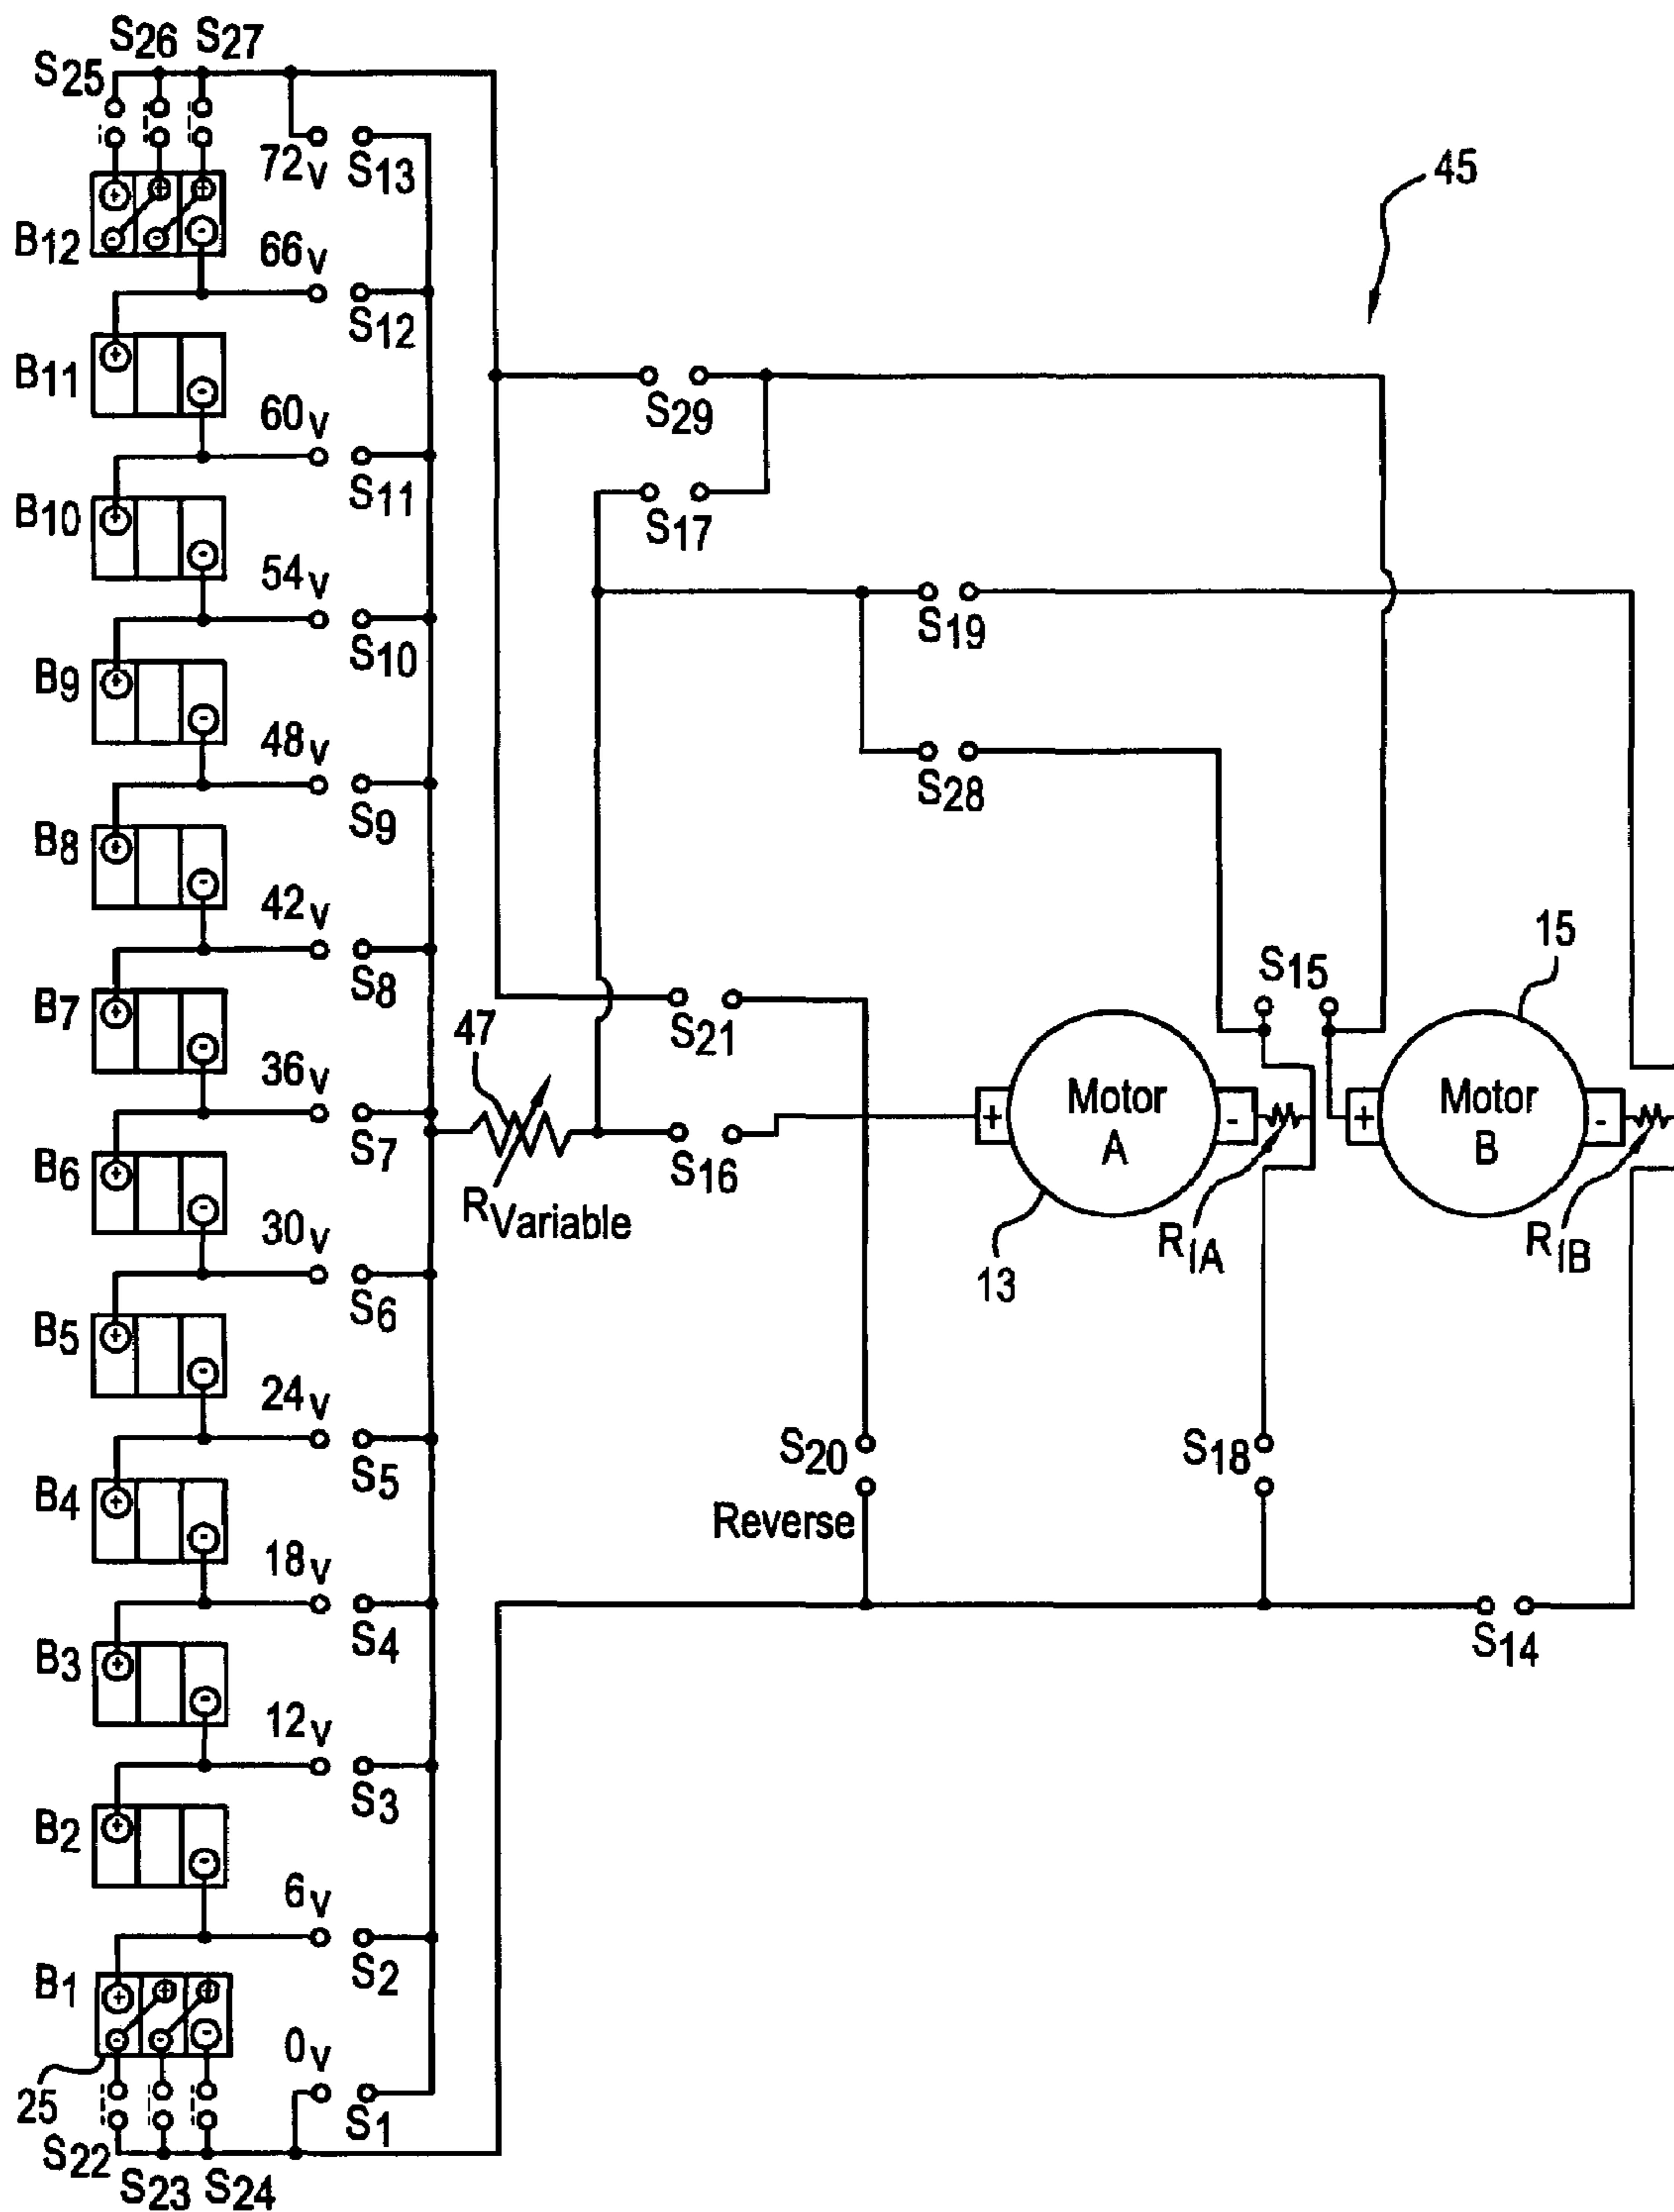 S26 S27
S25
72V S13
45
B12
66V
S12
B11
60V
S29
S11
B10
S17
54V
S19
S10
B9
48V
S28
S9
B8
42V
15
S15
S8
B7
47
S21
36V
Motor A
Motor B
+ - + -
S7
S16
B6
RVariable
30V
RIA
RIB
13
S6
B5
24V
S20
S18
S5
B4
Reverse
18V
S4
S14
B3
12V
S3
B2
6V
S2
B1
0V
25
S1
S22
S23 S24